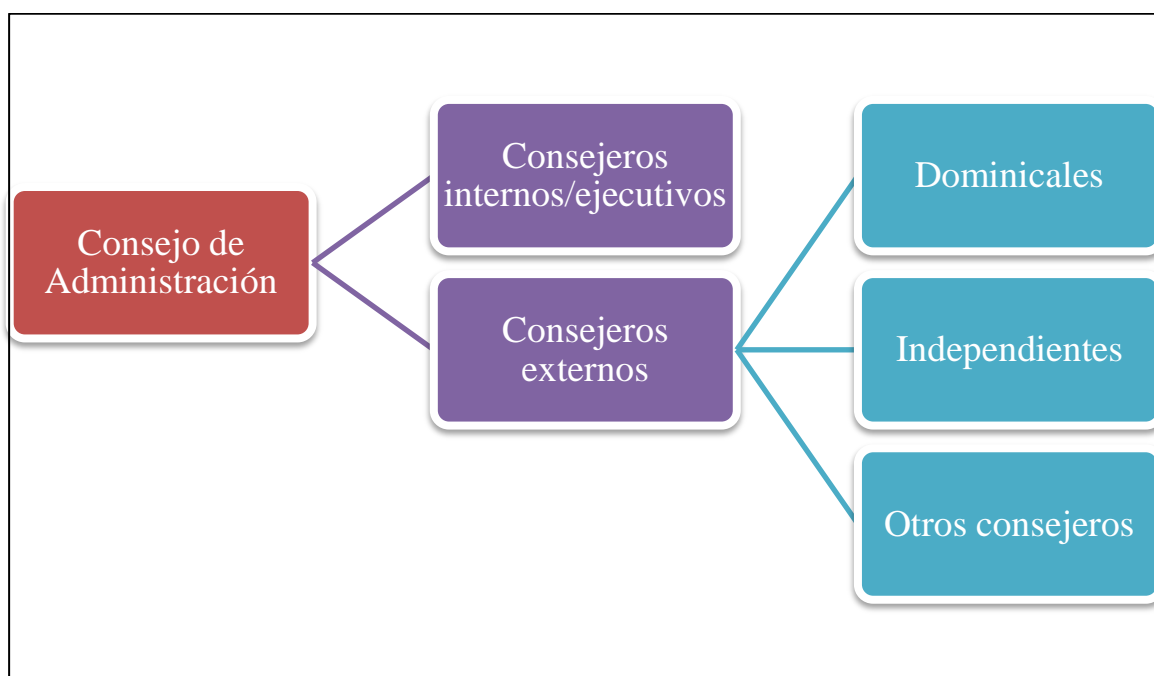 Consejo de
Administración
Consejeros
internos/ejecutivos
Consejeros
externos
Dominicales
Independientes
Otros consejeros